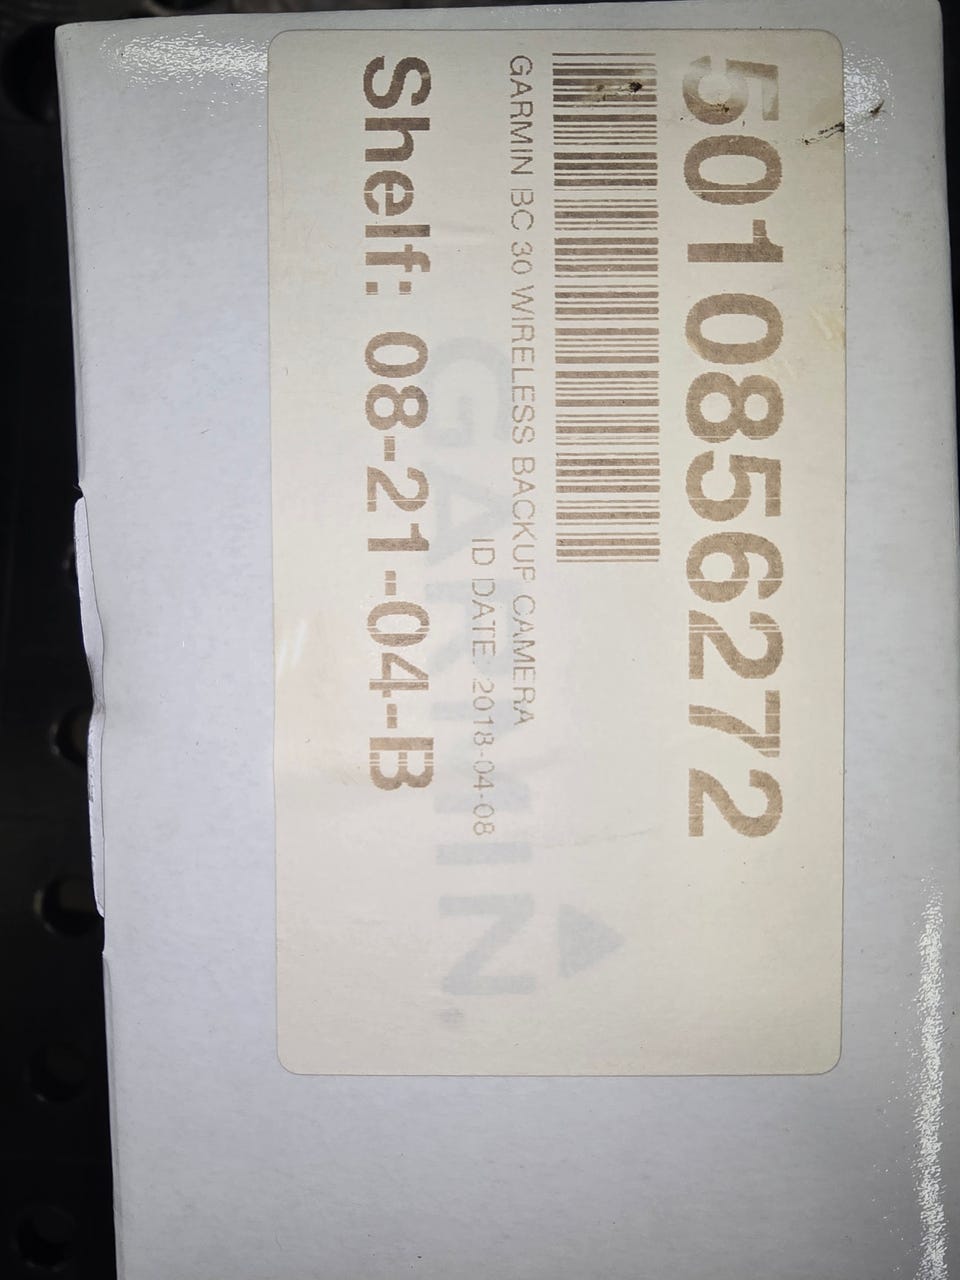 5010856272
GARMIN BC 30 WIRELESS BACKUP CAMERA
ID DATE: 2018-04-08
Shelf: 08-21-04-B
GARMIN